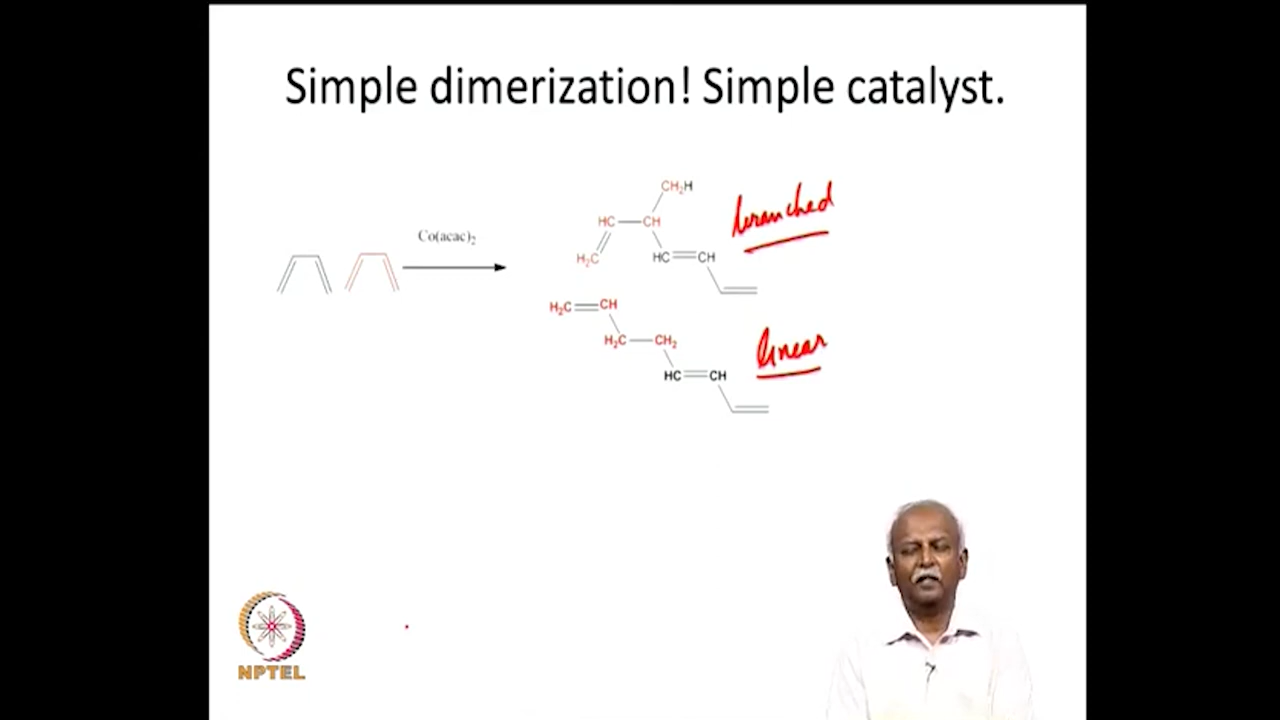 Simple dimerization! Simple catalyst.
CH₂H
branched
HC CH
Co(acac)₂
H₂C HC CH
H₂C CH
H₂C CH₂
linear
HC CH
NPTEL